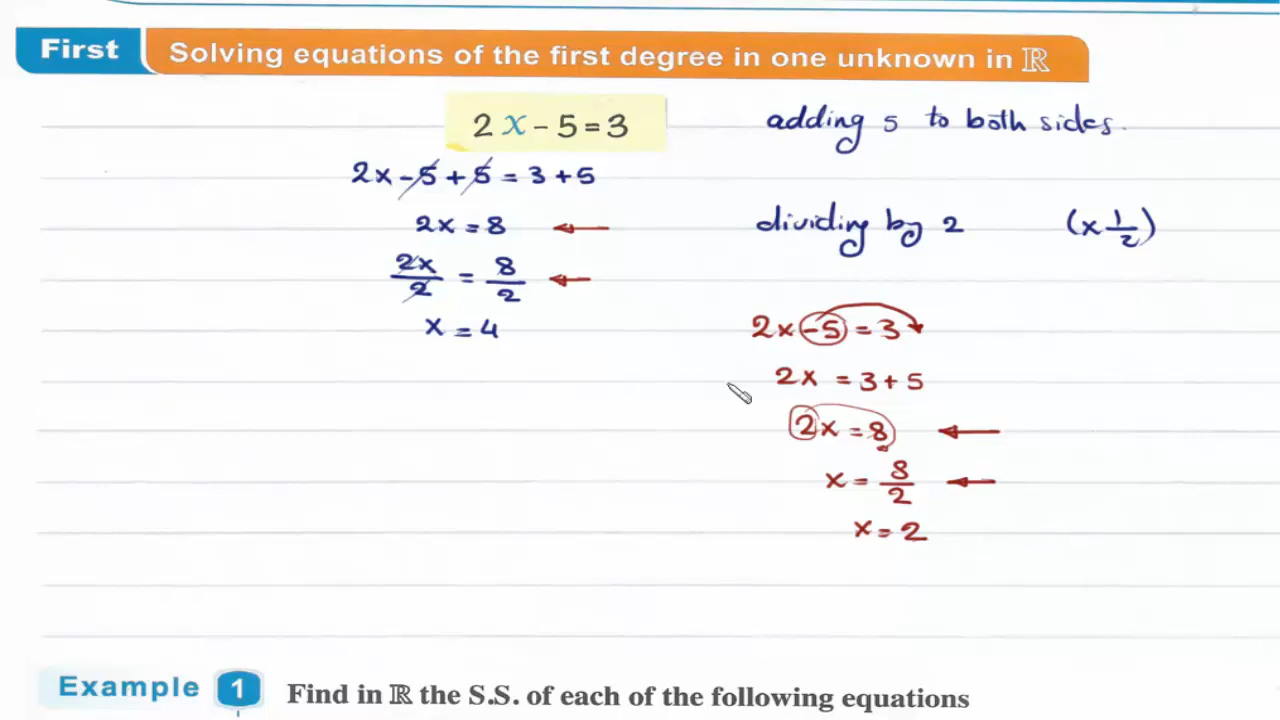 First
Solving equations of the first degree in one unknown in ℝ
2x - 5 = 3
adding 5 to both sides.
2x - 5 + 5 = 3 + 5
2x = 8
dividing by 2 (x 1/2)
2x/2 = 8/2
x = 4
2x - 5 = 3
2x = 3 + 5
2x = 8
x = 8/2
x = 2
Example 1
Find in ℝ the S.S. of each of the following equations